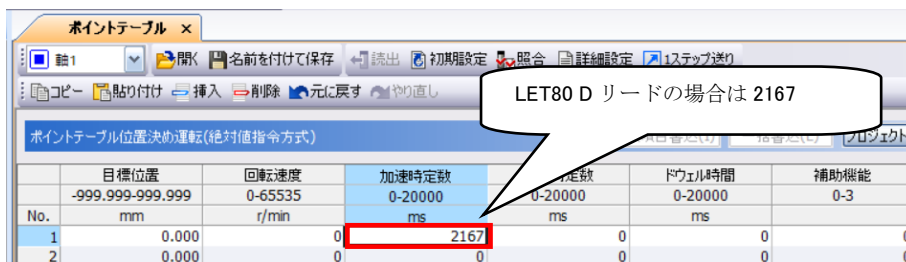 ポイントテーブル ×
軸1 開く 名前を付けて保存 読出 初期設定 照合 詳細設定 1ステップ送り
コピー 貼り付け 挿入 削除 元に戻す やり直し
LET80 D リードの場合は 2167
ポイントテーブル位置決め運転(絶対値指令方式) プロジェクト
目標位置 回転速度 加速時定数 定数 ドウェル時間 補助機能
-999.999-999.999 0-65535 0-20000 0-20000 0-20000 0-3
No. mm r/min ms ms ms
1 0.000 0 2167 0 0
2 0.000 0 0 0 0